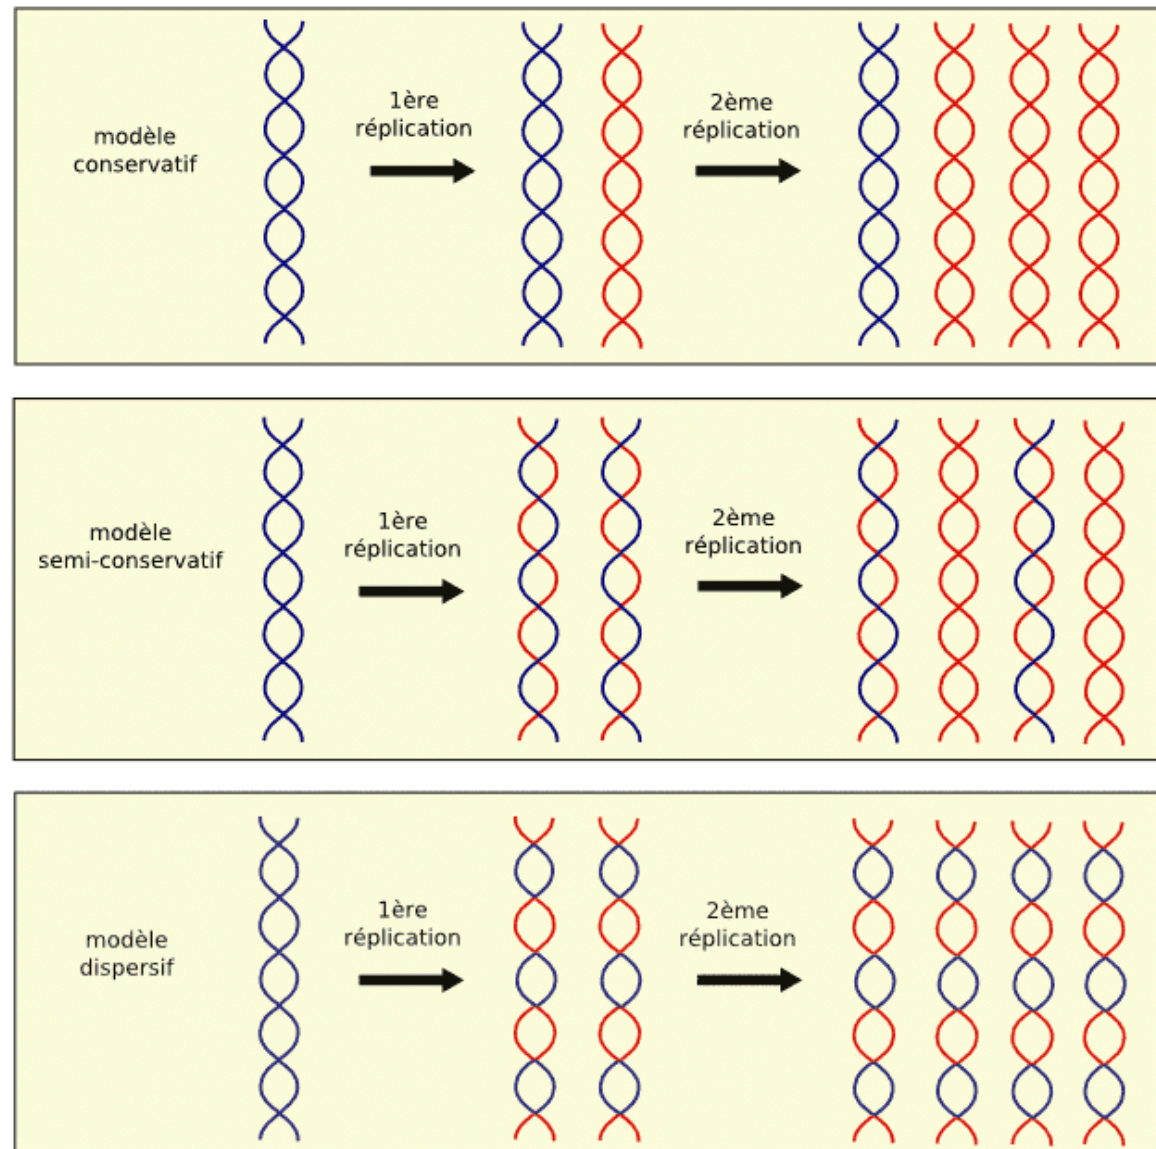 modèle
conservatif
1ère
réplication
2ème
réplication
modèle
semi-conservatif
1ère
réplication
2ème
réplication
modèle
dispersif
1ère
réplication
2ème
réplication